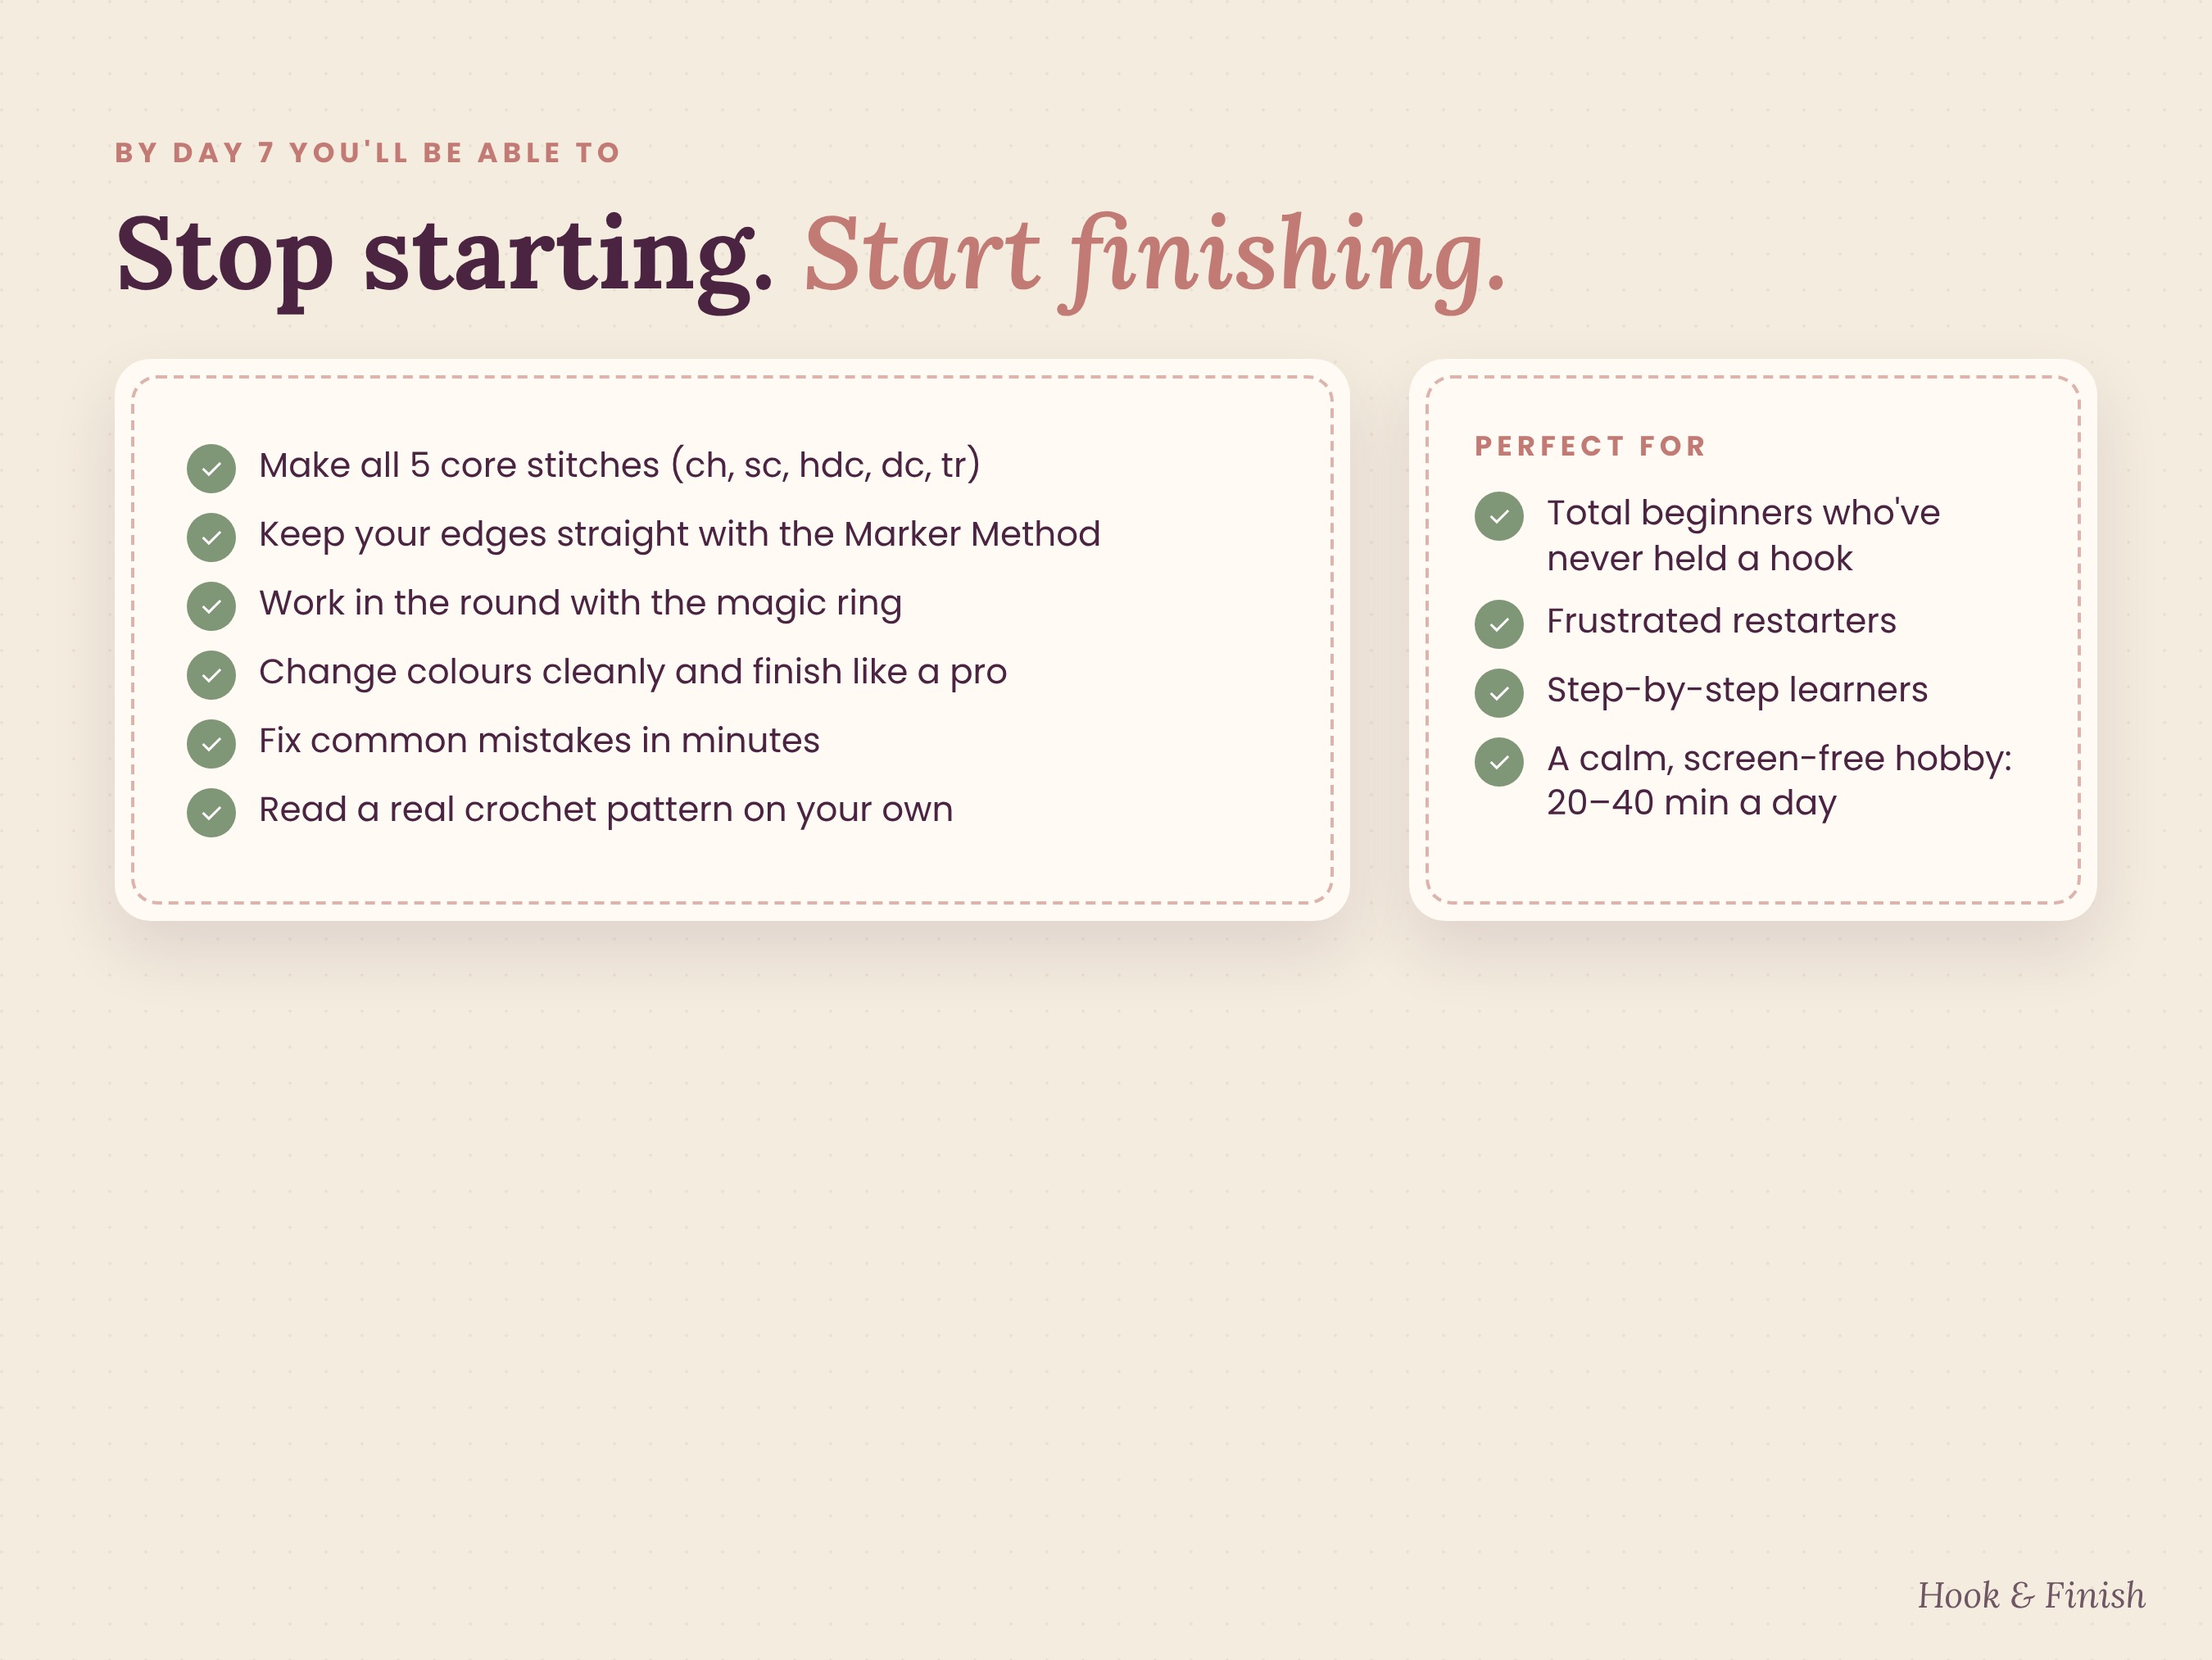 BY DAY 7 YOU'LL BE ABLE TO
Stop starting. Start finishing.
Make all 5 core stitches (ch, sc, hdc, dc, tr)
Keep your edges straight with the Marker Method
Work in the round with the magic ring
Change colours cleanly and finish like a pro
Fix common mistakes in minutes
Read a real crochet pattern on your own
PERFECT FOR
Total beginners who've
never held a hook
Frustrated restarters
Step-by-step learners
A calm, screen-free hobby:
20–40 min a day
Hook & Finish